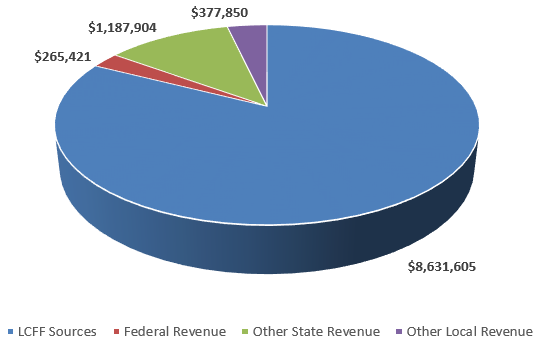 $377,850
$1,187,904
$265,421
$8,631,605
LCFF Sources Federal Revenue Other State Revenue Other Local Revenue